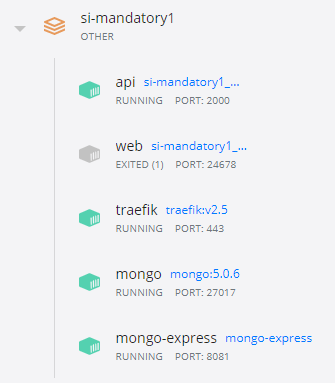 si-mandatory1
OTHER
api si-mandatory1_...
RUNNING PORT: 2000
web si-mandatory1_...
EXITED (1) PORT: 24678
traefik traefik:v2.5
RUNNING PORT: 443
mongo mongo:5.0.6
RUNNING PORT: 27017
mongo-express mongo-express
RUNNING PORT: 8081